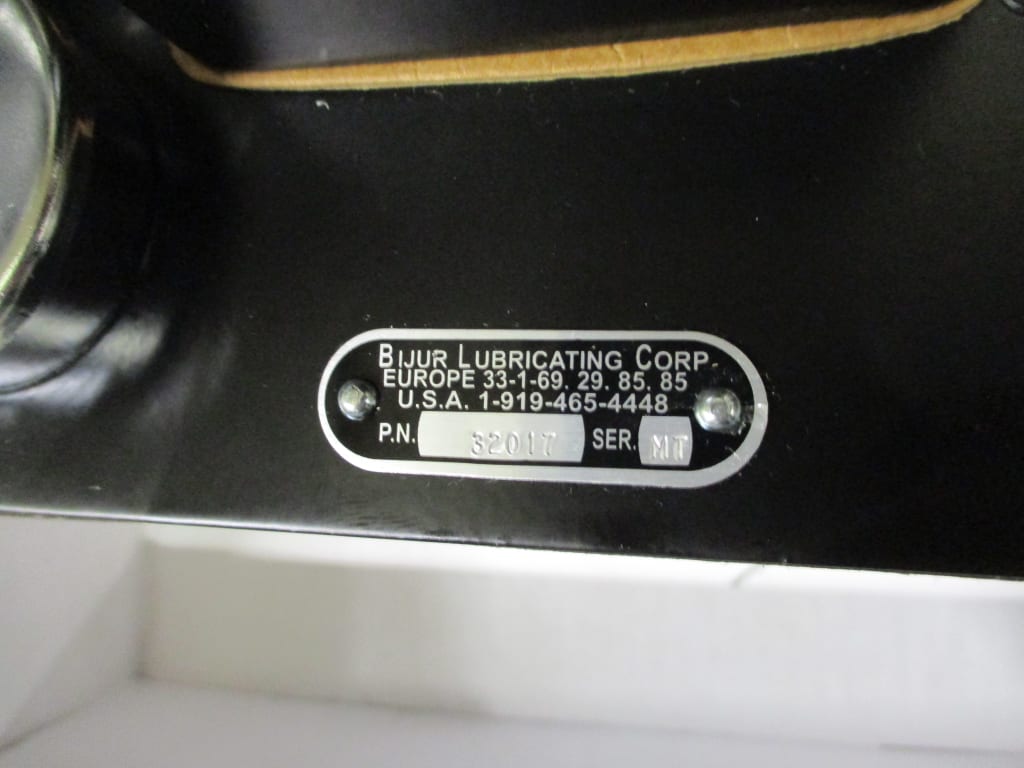 BIJUR LUBRICATING CORP.
EUROPE 33-1-69. 29. 85. 85
U.S.A. 1-919-465-4448
P.N. 32017 SER. MT